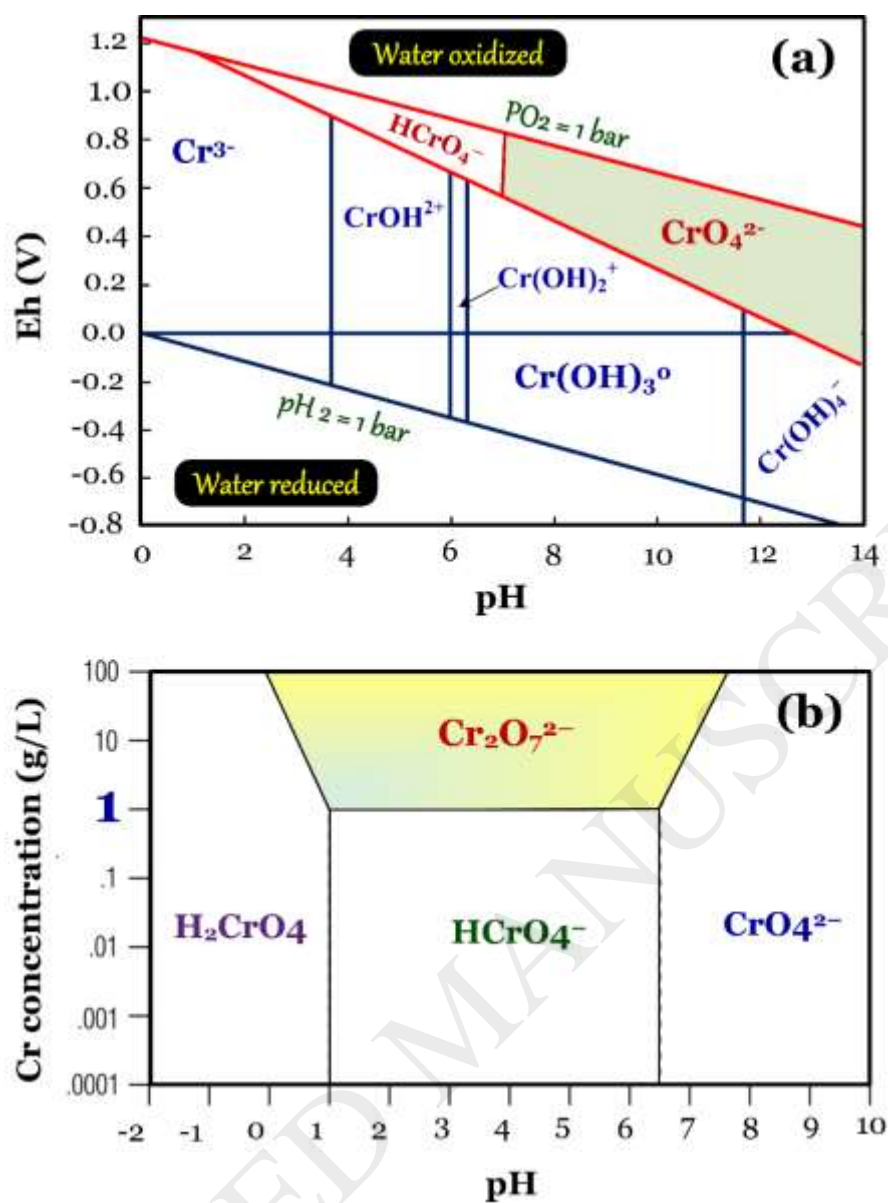 Water oxidized
(a)
1.2
1.0
0.8
0.6
0.4
0.2
0.0
-0.2
-0.4
-0.6
-0.8
Eh (V)
PO₂ = 1 bar
HCrO₄⁻
Cr³⁻
CrOH²⁺
CrO₄²⁻
Cr(OH)₂⁺
Cr(OH)₃⁰
Cr(OH)₄⁻
pH₂ = 1 bar
Water reduced
0 2 4 6 8 10 12 14
pH
(b)
100
10
1
.1
.01
.001
.0001
Cr concentration (g/L)
Cr₂O₇²⁻
H₂CrO4
HCrO4⁻
CrO4²⁻
-2 -1 0 1 2 3 4 5 6 7 8 9 10
pH
ED MANUSCR